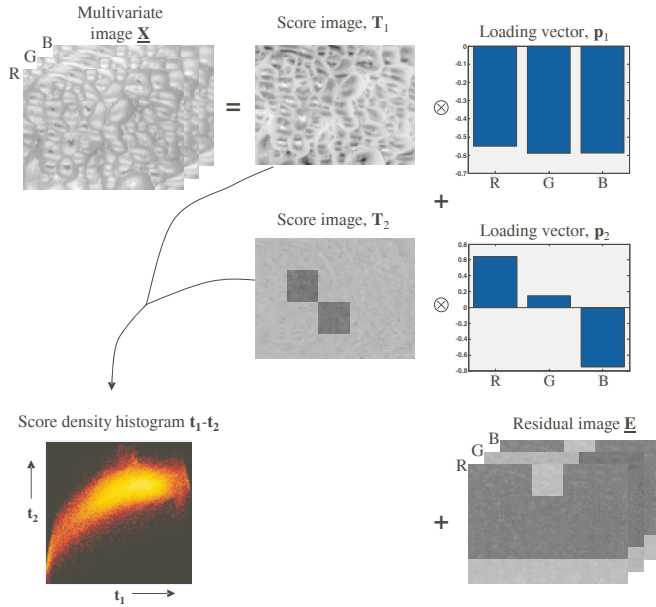 Multivariate
image X
B
G
R
=
Score image, T1
Loading vector, p1
0
-0.1
-0.2
-0.3
-0.4
-0.5
-0.6
-0.7
R G B
⊗
+
Score image, T2
Loading vector, p2
0.8
0.6
0.4
0.2
0
-0.2
-0.4
-0.6
-0.8
R G B
⊗
Score density histogram t1-t2
t2
t1
+
Residual image E
B
G
R